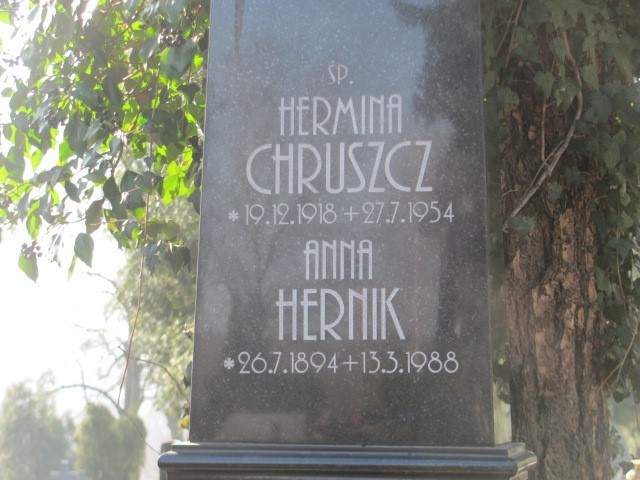 ŚP.
HERMINA
CHRUSZCZ
*19.12.1918 +27.7.1954
ANNA
HERNIK
*26.7.1894+13.3.1988